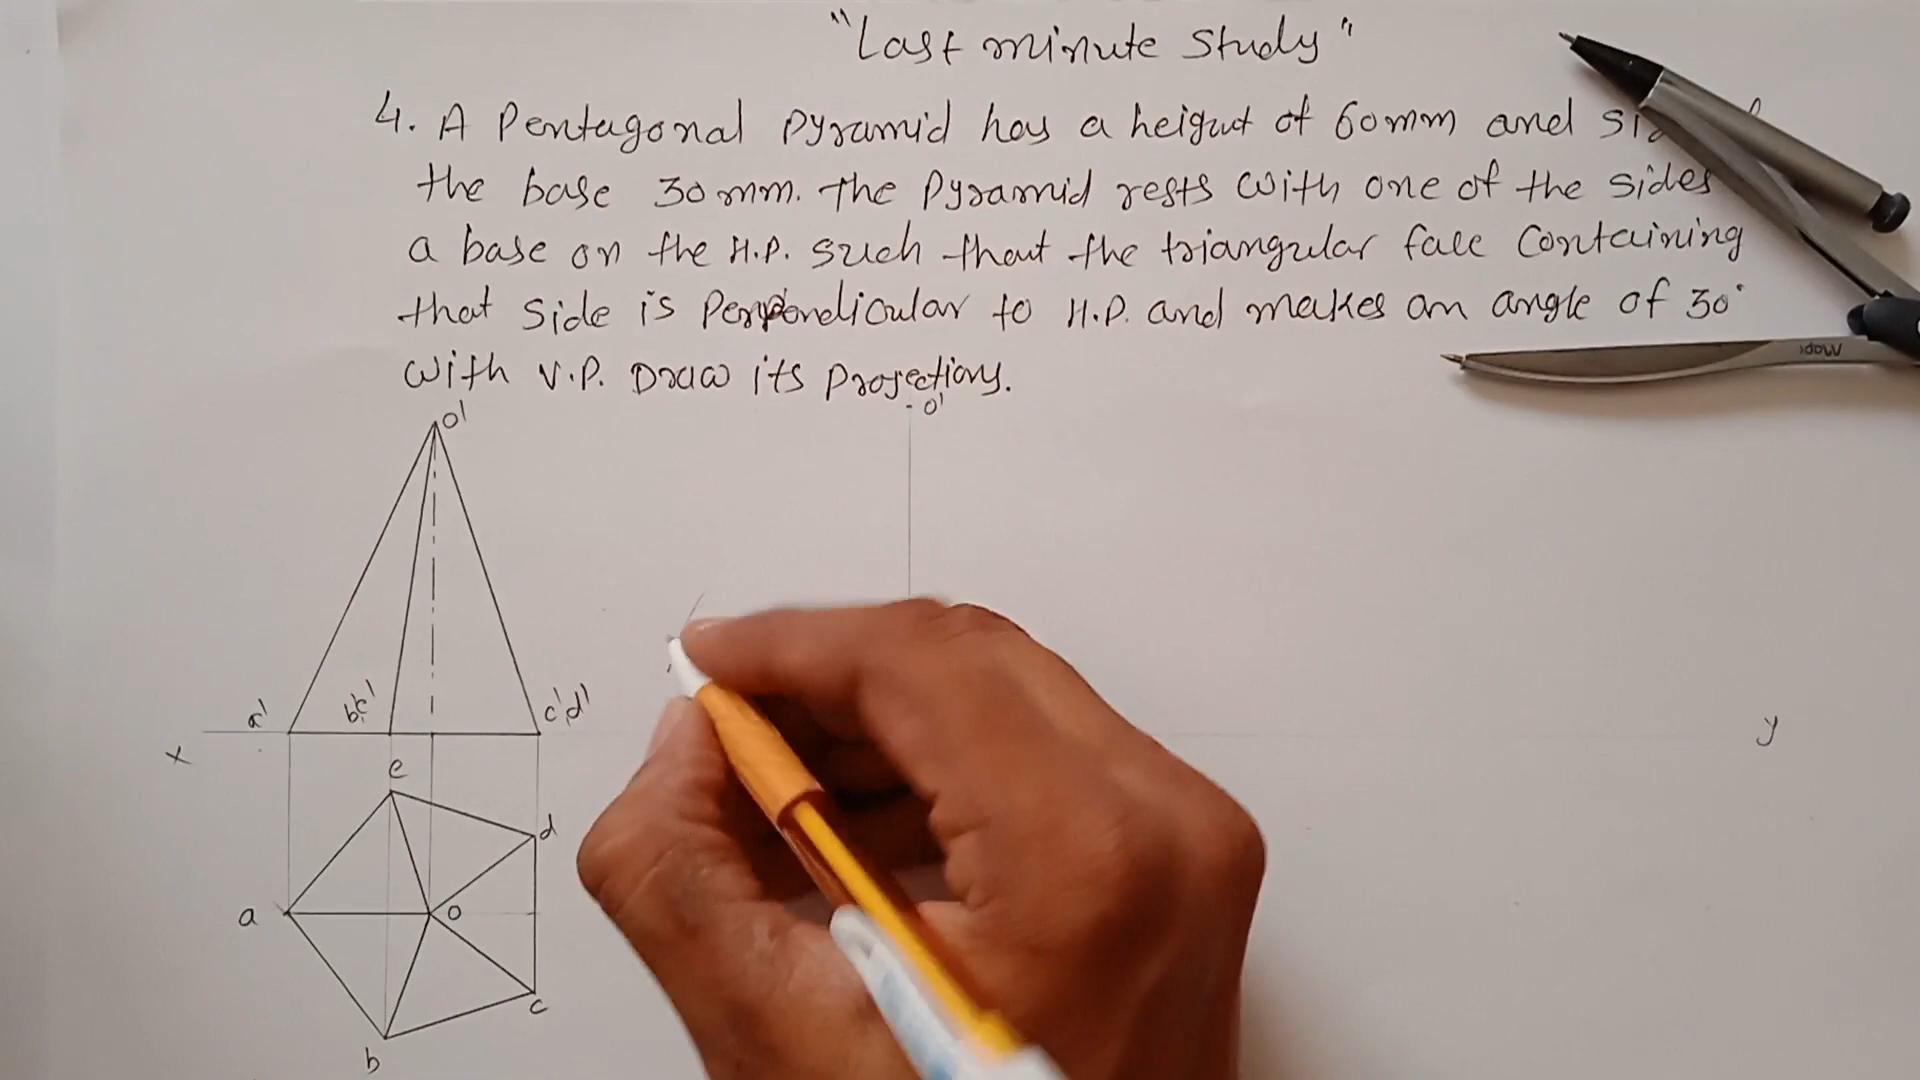 "Last minute study"
4. A Pentagonal pyramid has a height of 60mm and
the base 30mm. The pyramid rests with one of the sides
a base on the H.P. such that the triangular face containing
that side is Perpendicular to H.P. and makes an angle of 30°
with V.P. Draw its projections.
o' o'
a' b'c' c'd'
x y
e
d
a o
c
b
Mapi